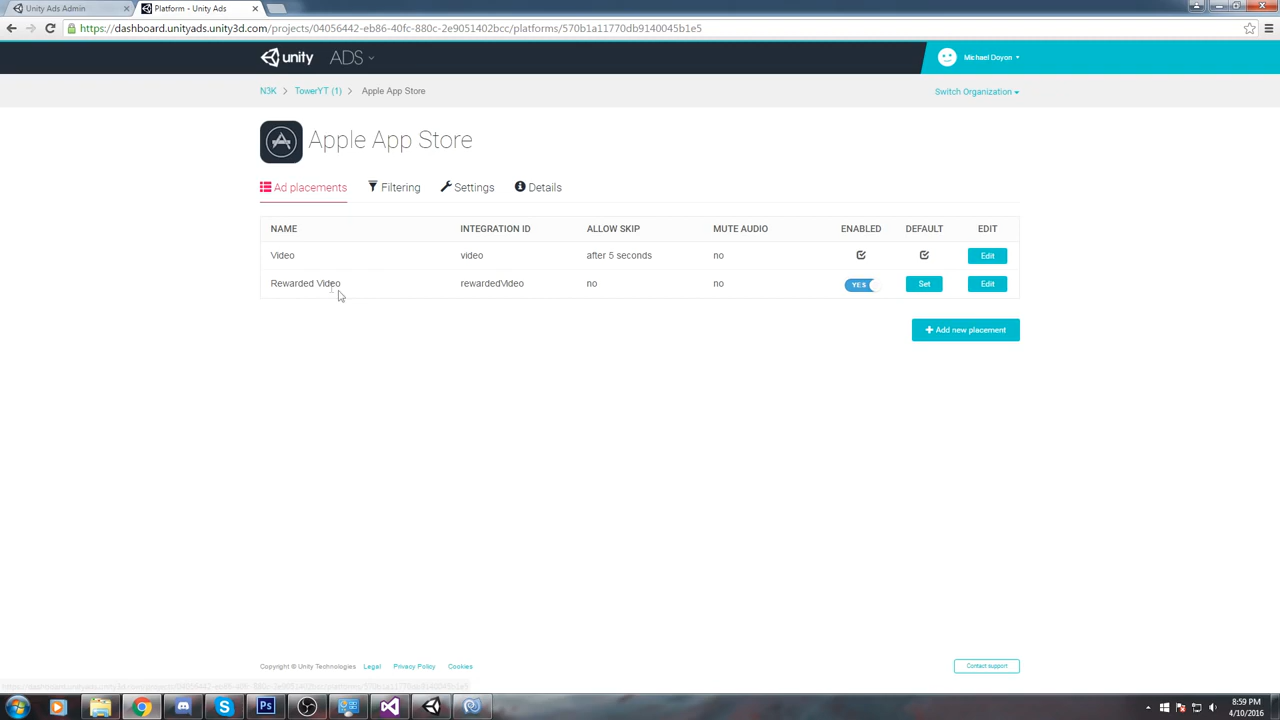 Unity Ads Admin
Platform - Unity Ads
https://dashboard.unityads.unity3d.com/projects/04056442-eb86-40fc-880c-2e9051402bcc/platforms/570b1a11770db9140045b1e5
unity ADS
Michael Doyon
N3K > TowerYT (1) > Apple App Store
Switch Organization
Apple App Store
Ad placements Filtering Settings Details
NAME INTEGRATION ID ALLOW SKIP MUTE AUDIO ENABLED DEFAULT EDIT
Video video after 5 seconds no Edit
Rewarded Video rewardedVideo no no YES Set Edit
+ Add new placement
Copyright © Unity Technologies Legal Privacy Policy Cookies
Contact support
Ps
8:59 PM
4/10/2016